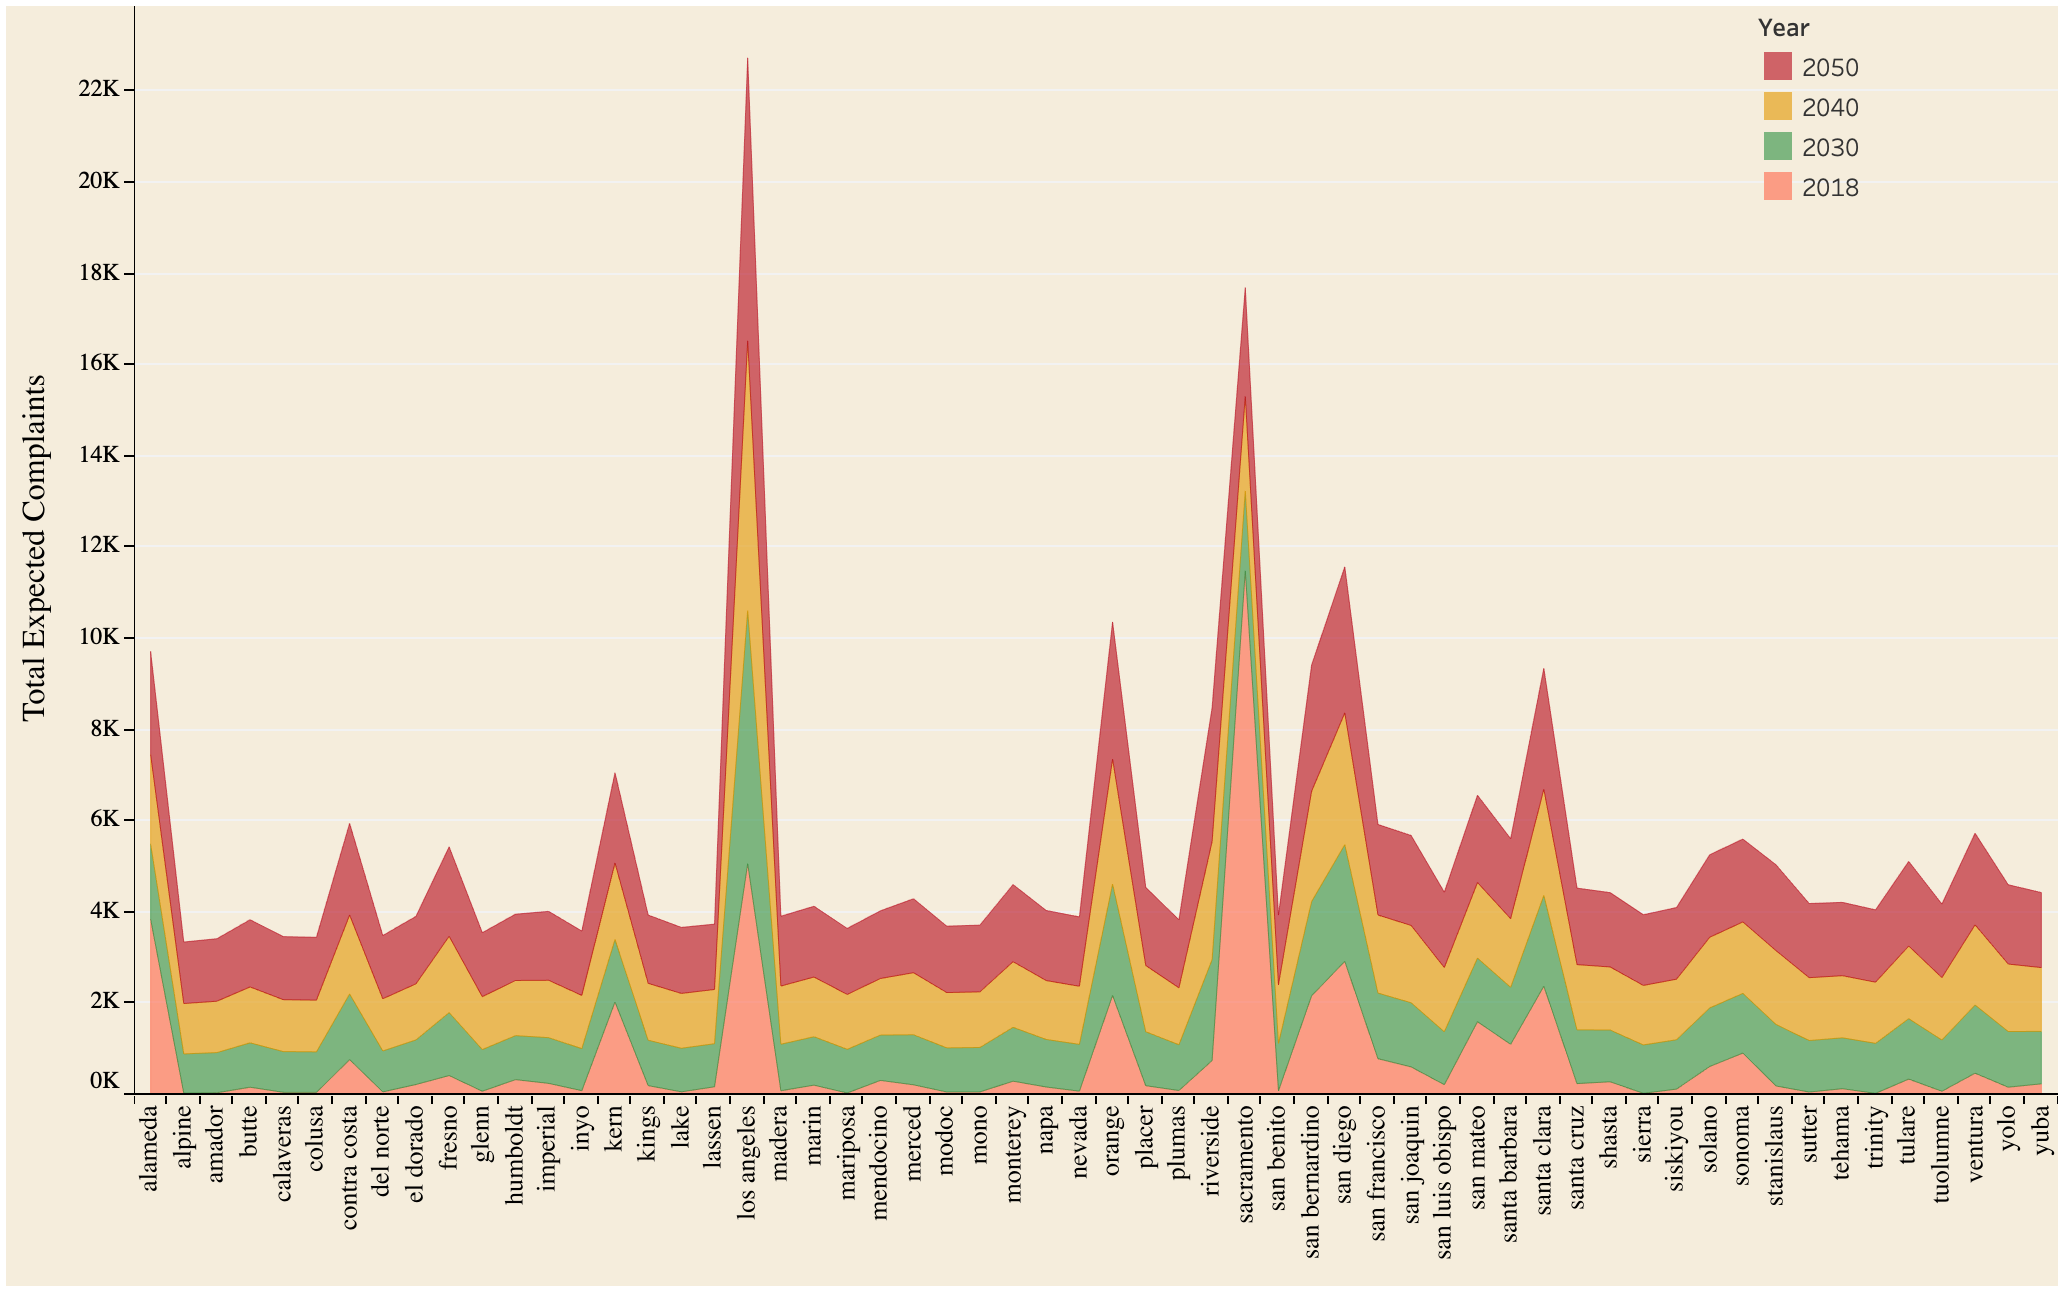 Year
2050
2040
2030
2018
Total Expected Complaints
22K
20K
18K
16K
14K
12K
10K
8K
6K
4K
2K
0K
alameda
alpine
amador
butte
calaveras
colusa
contra costa
del norte
el dorado
fresno
glenn
humboldt
imperial
inyo
kern
kings
lake
lassen
los angeles
madera
marin
mariposa
mendocino
merced
modoc
mono
monterey
napa
nevada
orange
placer
plumas
riverside
sacramento
san benito
san bernardino
san diego
san francisco
san joaquin
san luis obispo
san mateo
santa barbara
santa clara
santa cruz
shasta
sierra
siskiyou
solano
sonoma
stanislaus
sutter
tehama
trinity
tulare
tuolumne
ventura
yolo
yuba